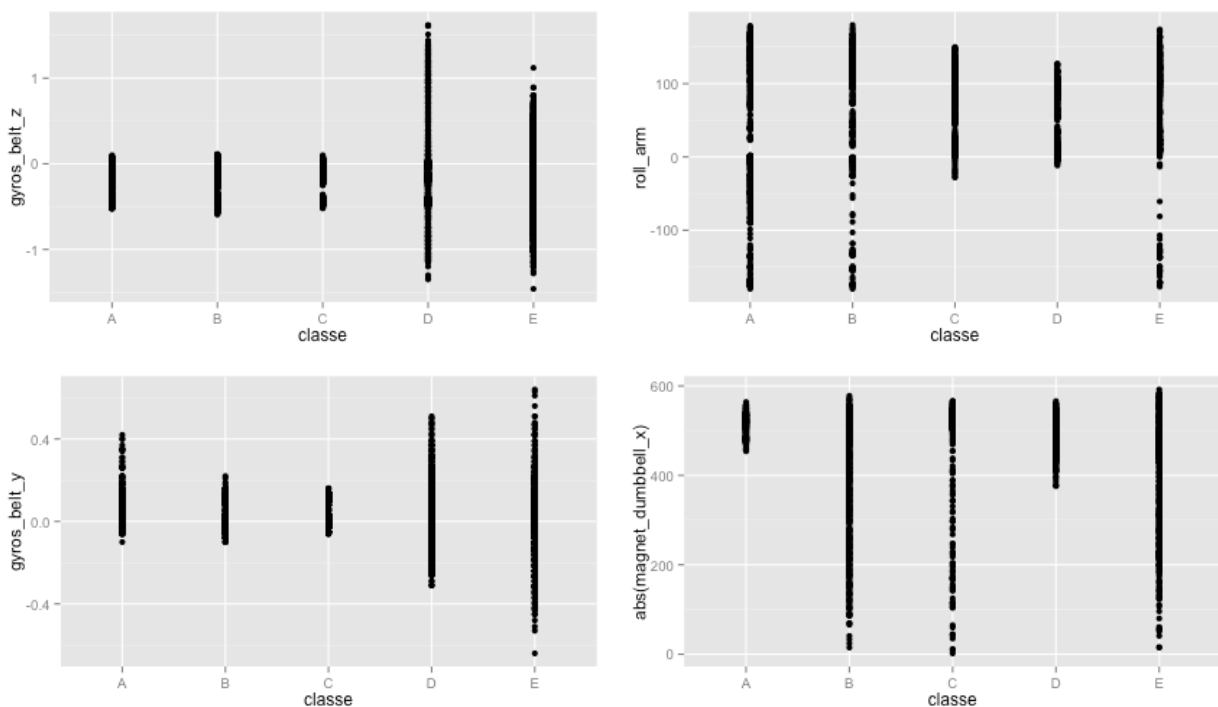 gyros_belt_z
1
0
-1
A B C D E
classe
roll_arm
100
0
-100
A B C D E
classe
gyros_belt_y
0.4
0.0
-0.4
A B C D E
classe
abs(magnet_dumbbell_x)
600
400
200
0
A B C D E
classe